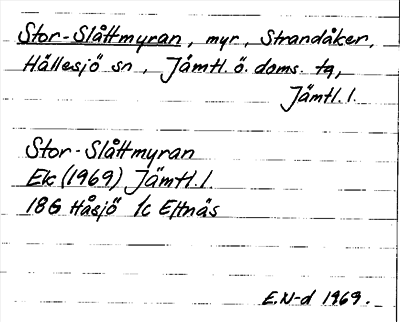 Stor-Slåttmyran, myr, Strandåker,
Hällesjö sn, Jämtl. ö. doms. tg,
Jämtl. l.
Stor-Slåttmyran
Ek (1969) Jämtl. l.
18G Håsjö 1c Eltnäs
E.N-d 1969.